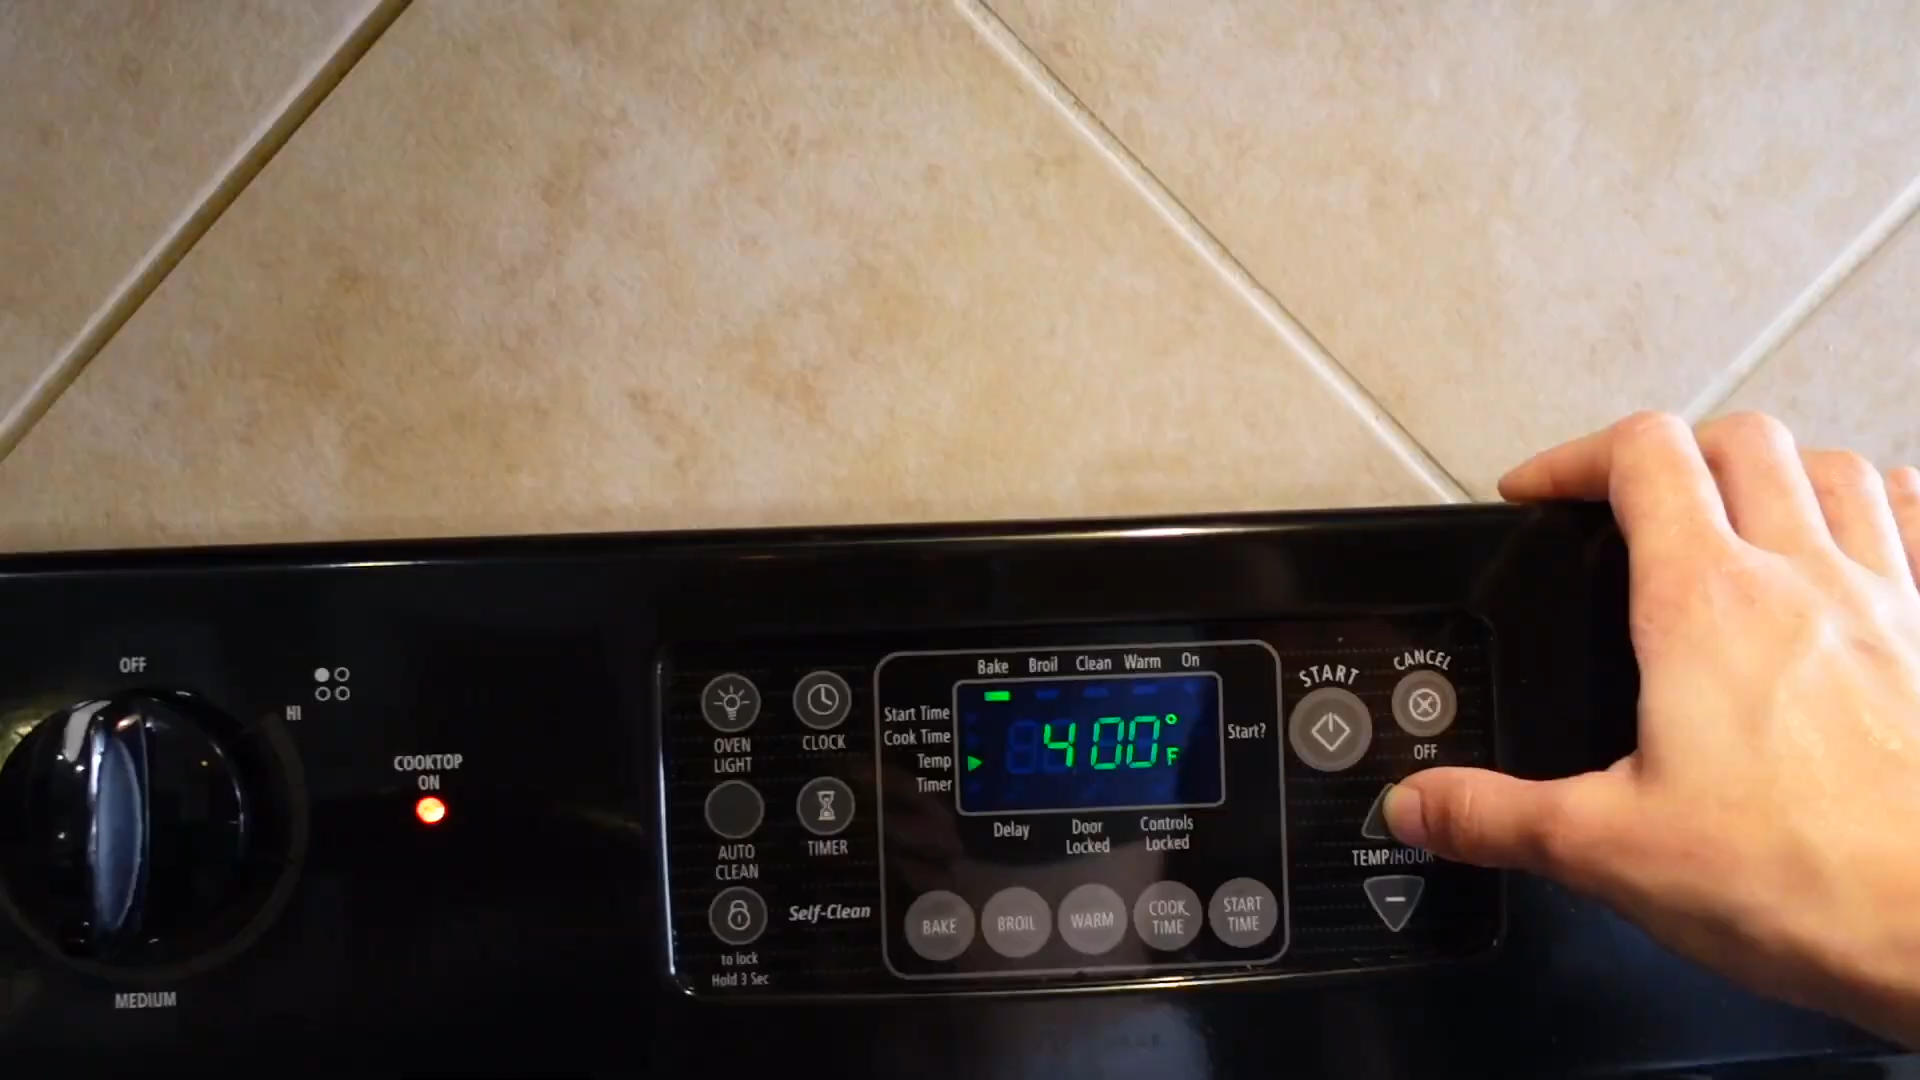 OFF
HI
MEDIUM
COOKTOP
ON
OVEN
LIGHT
CLOCK
AUTO
CLEAN
TIMER
Self-Clean
to lock
Hold 3 Sec
Bake Broil Clean Warm On
Start Time
Cook Time
Temp
Timer
400°F
Start?
Delay
Door
Locked
Controls
Locked
BAKE
BROIL
WARM
COOK
TIME
START
TIME
START
CANCEL
OFF
TEMP/HOUR